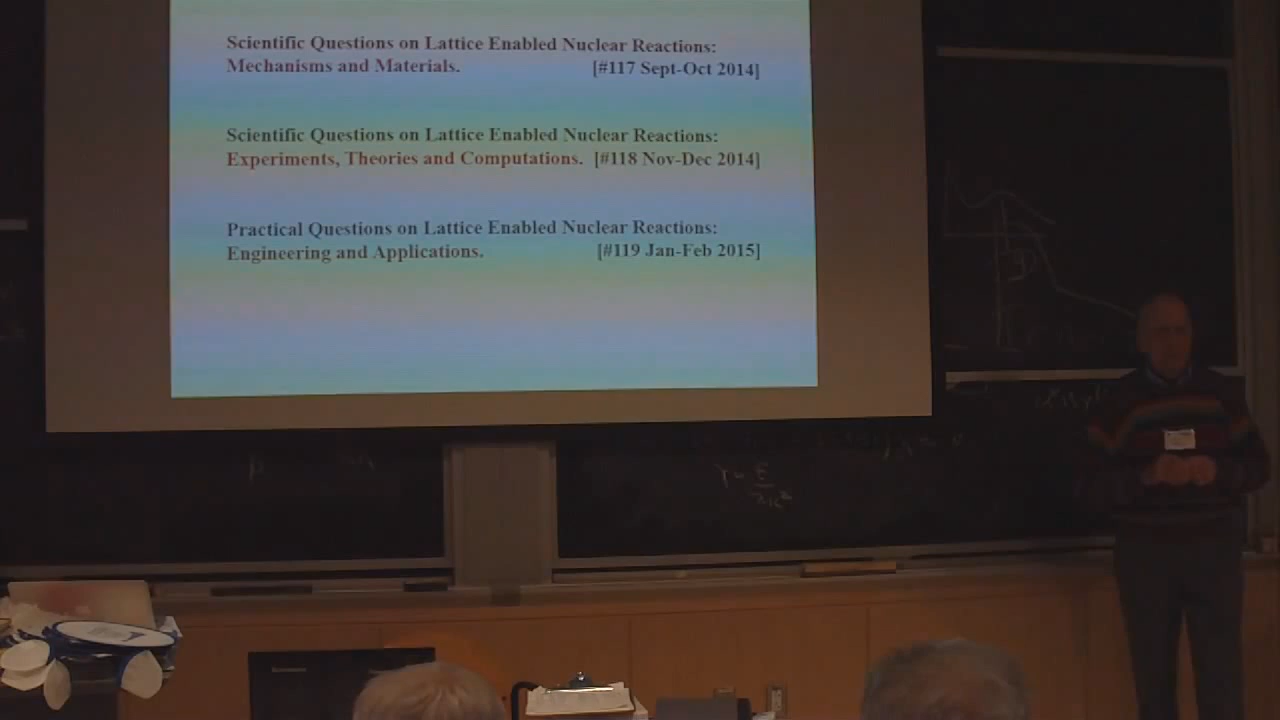 Scientific Questions on Lattice Enabled Nuclear Reactions:
Mechanisms and Materials. [#117 Sept-Oct 2014]
Scientific Questions on Lattice Enabled Nuclear Reactions:
Experiments, Theories and Computations. [#118 Nov-Dec 2014]
Practical Questions on Lattice Enabled Nuclear Reactions:
Engineering and Applications. [#119 Jan-Feb 2015]